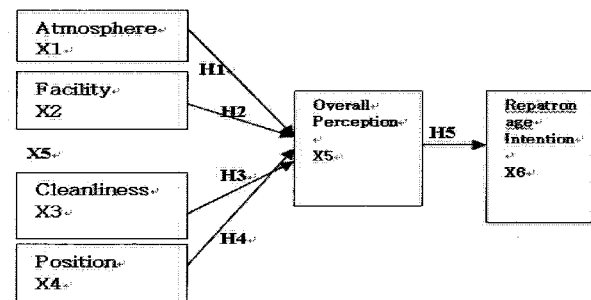 Atmosphere
X1
H1
Facility
X2
H2
X5
Cleanliness
X3
H3
Position
X4
H4
Overall
Perception
X5
H5
Repatron
age
Intention
X6